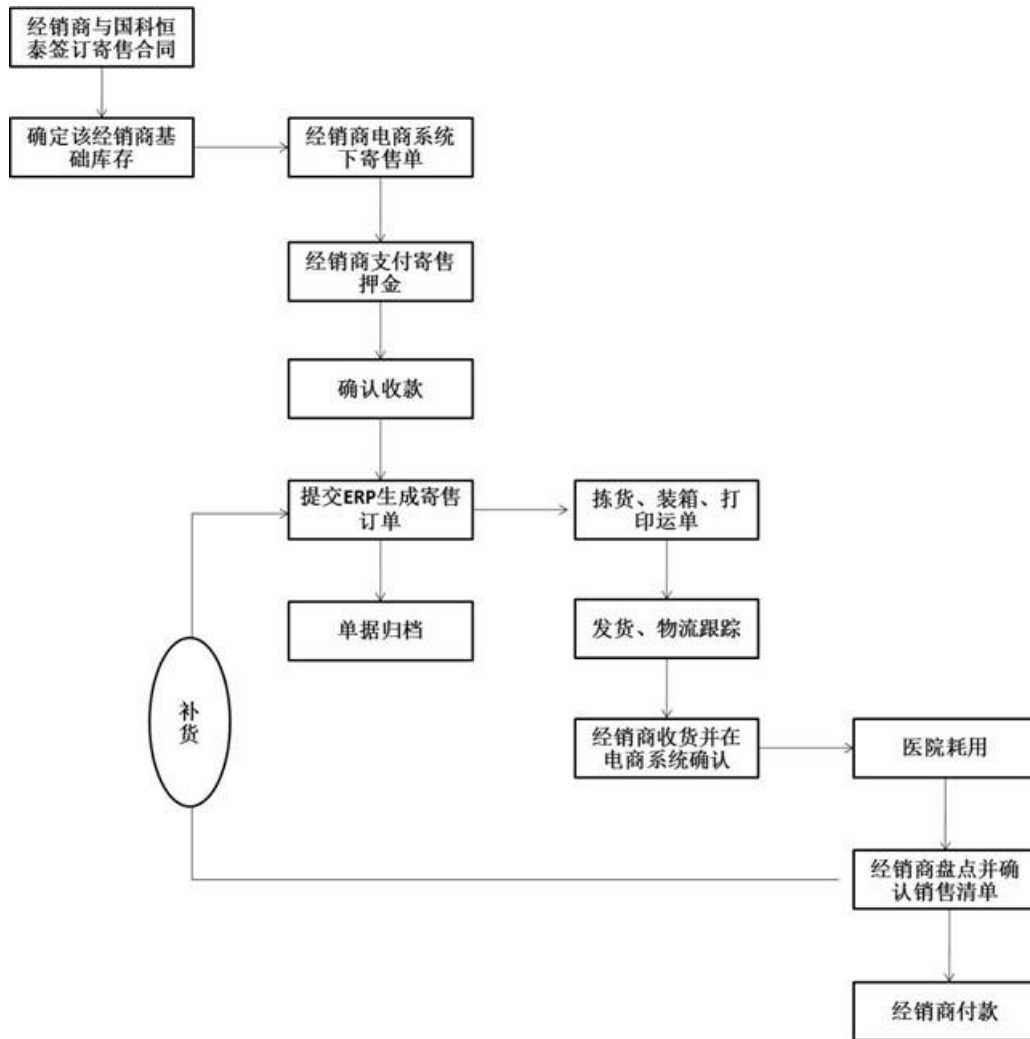 经销商与国科恒
泰签订寄售合同
确定该经销商基
础库存
经销商电商系统
下寄售单
经销商支付寄售
押金
确认收款
提交ERP生成寄售
订单
拣货、装箱、打
印运单
单据归档
发货、物流跟踪
补
货
经销商收货并在
电商系统确认
医院耗用
经销商盘点并确
认销售清单
经销商付款